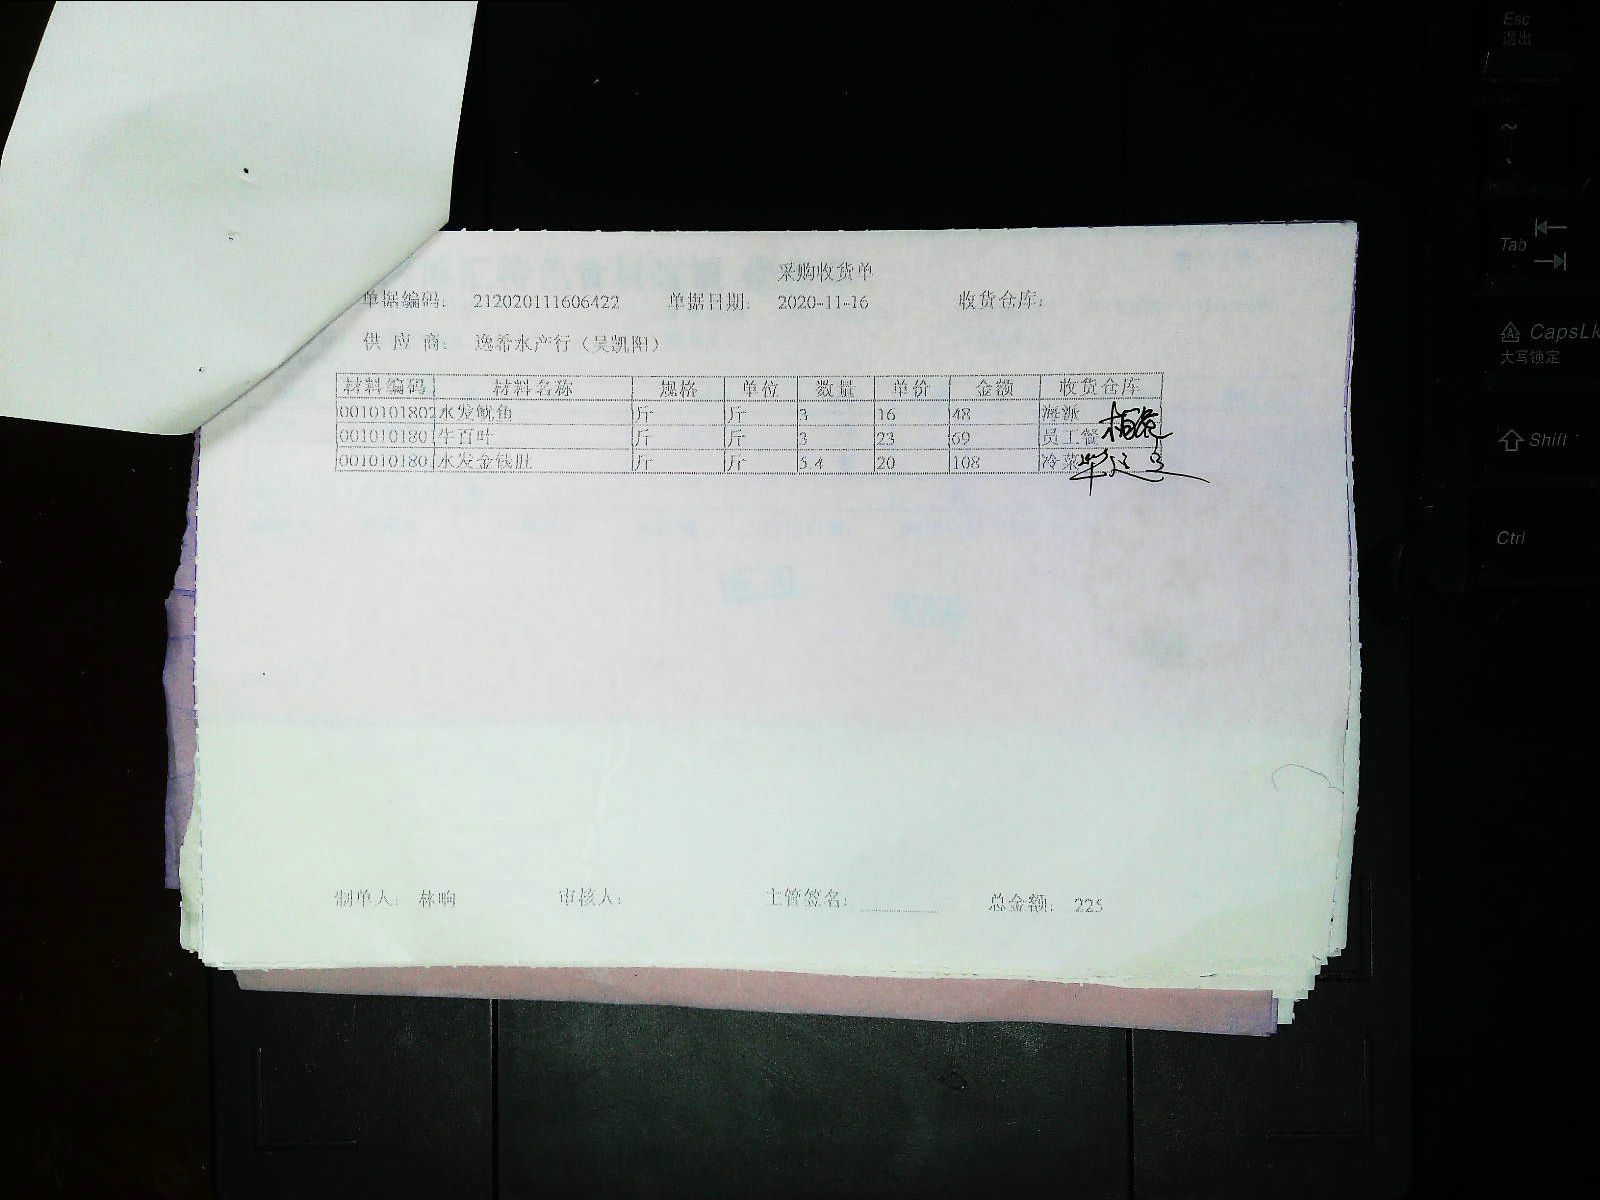 采购收货单
单据编码： 212020111606422 单据日期： 2020-11-16 收货仓库：
供 应 商： 逸希水产行（吴凯阳）
材料编码 材料名称 规格 单位 数量 单价 金额 收货仓库
0010101802 水发鱿鱼 斤 斤 3 16 48 海派
001010180 牛百叶 斤 斤 3 23 69 员工餐
001010180 水发金钱肚 斤 斤 5.4 20 108 冷菜
制单人： 林响 审核人： 主管签名： 总金额： 225
Esc
退出
~
Tab
CapsLk
大写锁定
Shift
Ctrl